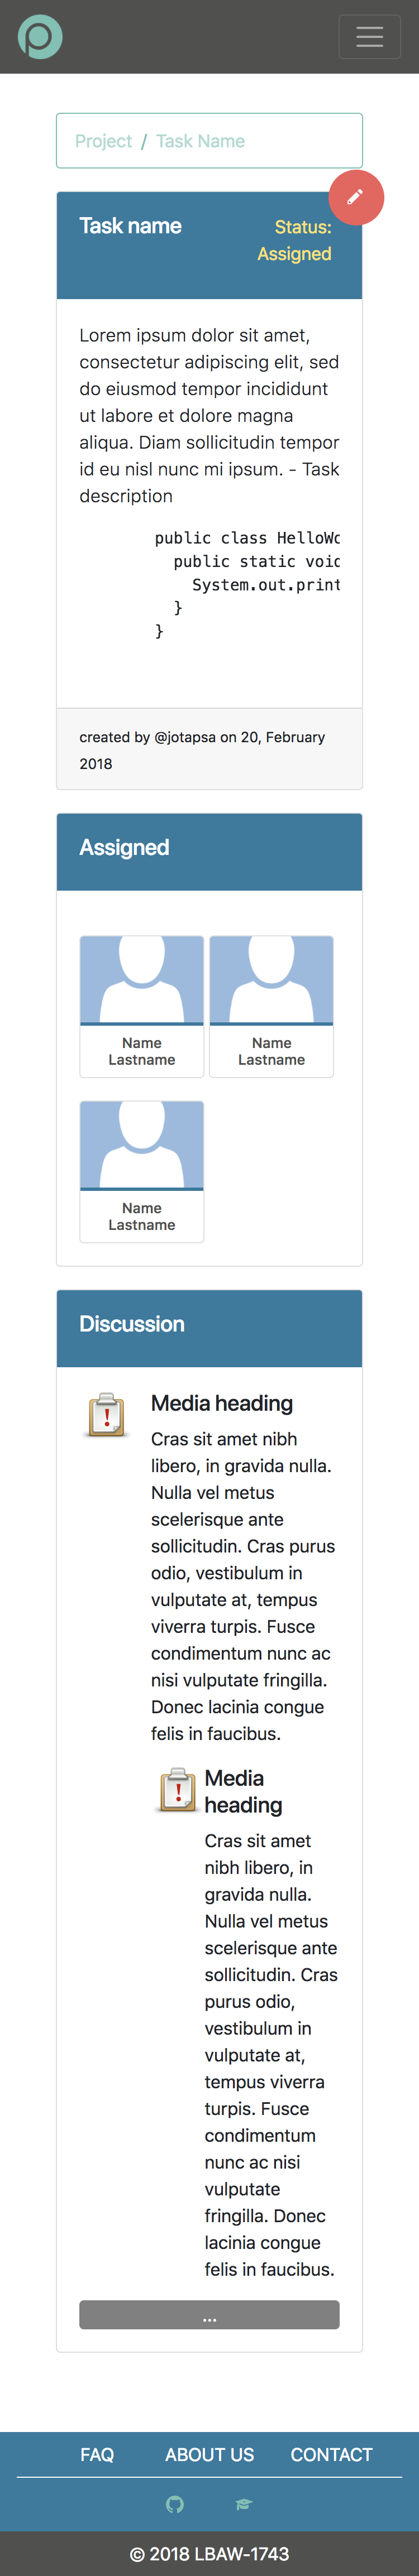 Project / Task Name
Task name
Status:
Assigned
Lorem ipsum dolor sit amet,
consectetur adipiscing elit, sed
do eiusmod tempor incididunt
ut labore et dolore magna
aliqua. Diam sollicitudin tempor
id eu nisl nunc mi ipsum. - Task
description
public class HelloWo
public static void
System.out.print
}
}
created by @jotapsa on 20, February
2018
Assigned
Name
Lastname
Name
Lastname
Name
Lastname
Discussion
Media heading
Cras sit amet nibh
libero, in gravida nulla.
Nulla vel metus
scelerisque ante
sollicitudin. Cras purus
odio, vestibulum in
vulputate at, tempus
viverra turpis. Fusce
condimentum nunc ac
nisi vulputate fringilla.
Donec lacinia congue
felis in faucibus.
Media
heading
Cras sit amet
nibh libero, in
gravida nulla.
Nulla vel metus
scelerisque ante
sollicitudin. Cras
purus odio,
vestibulum in
vulputate at,
tempus viverra
turpis. Fusce
condimentum
nunc ac nisi
vulputate
fringilla. Donec
lacinia congue
felis in faucibus.
...
FAQ ABOUT US CONTACT
© 2018 LBAW-1743